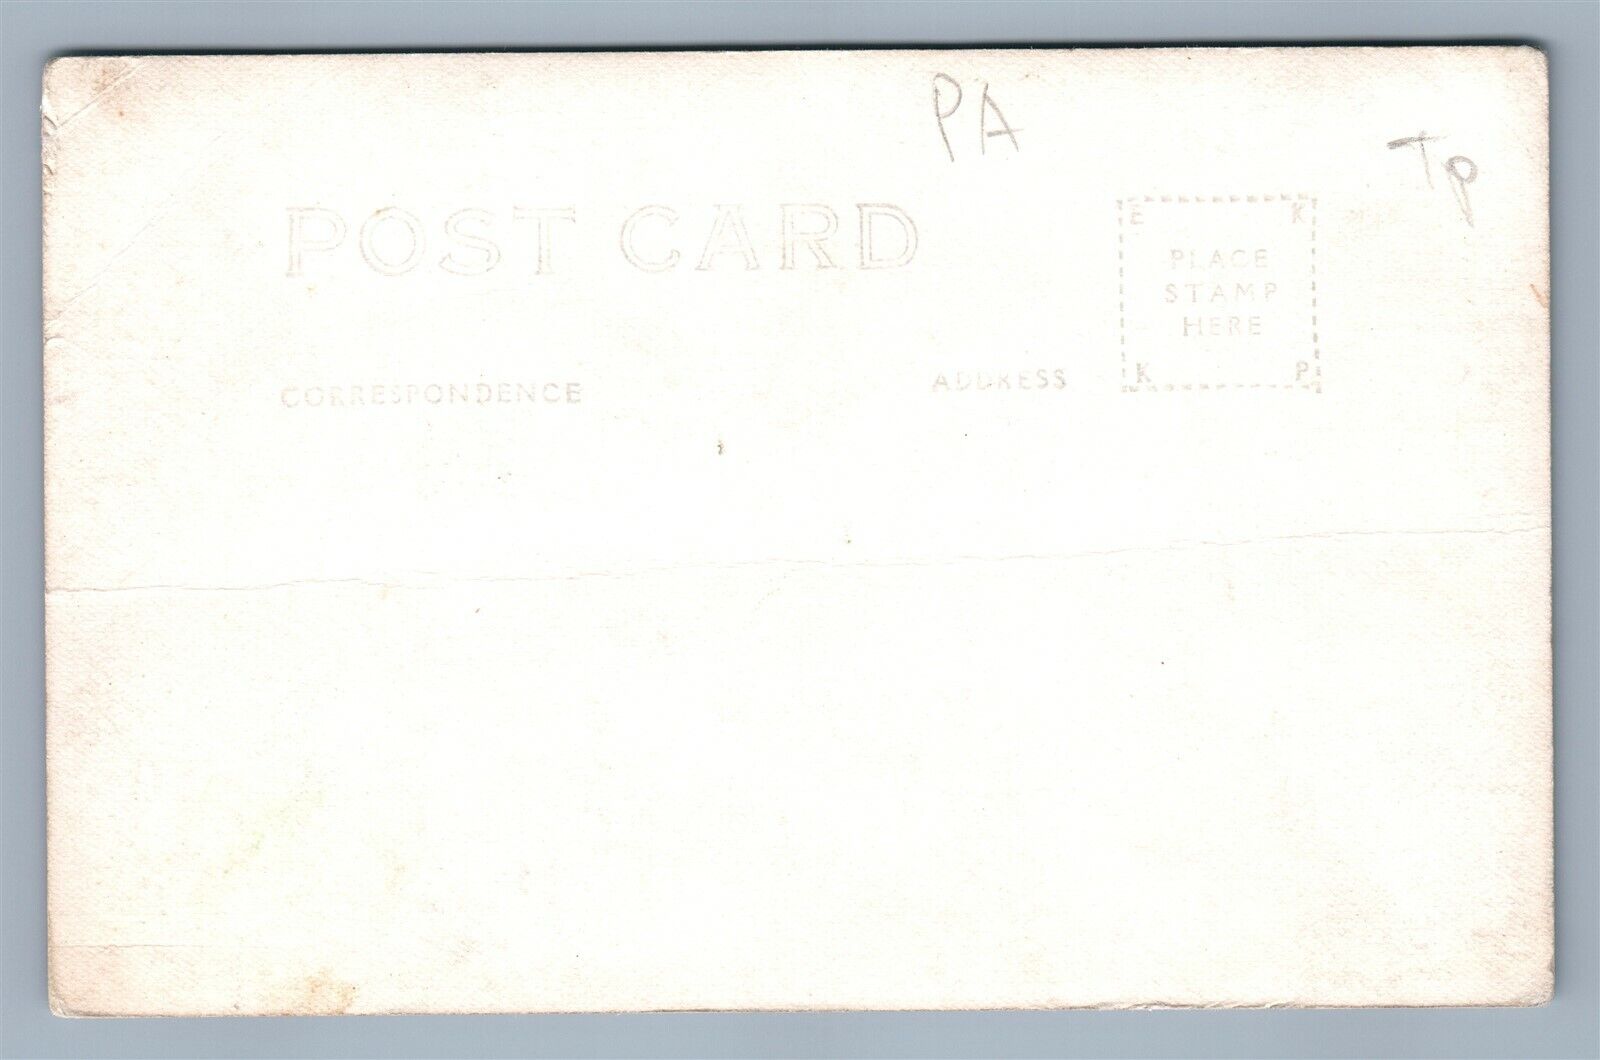 PA
Tp
POST CARD
E K
PLACE
STAMP
HERE
K P
CORRESPONDENCE
ADDRESS